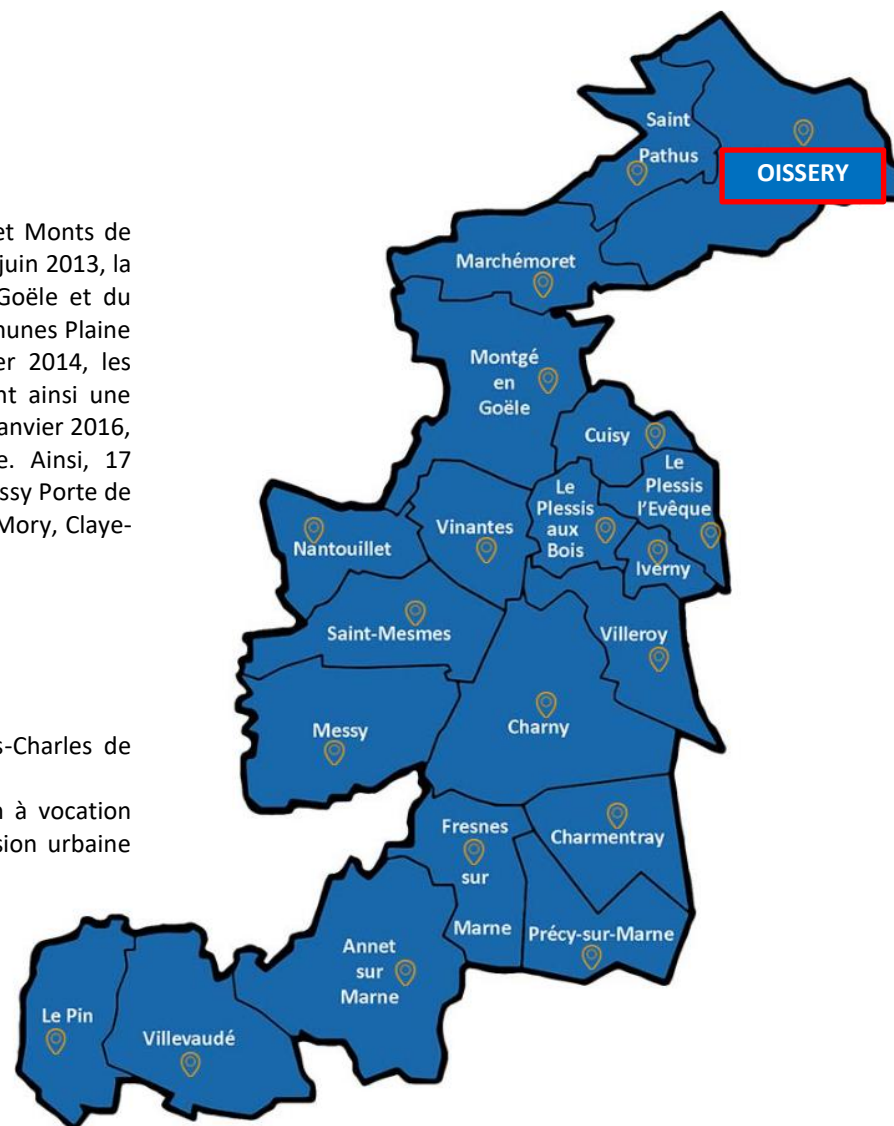 et Monts de
juin 2013, la
Goële et du
munes Plaine
er 2014, les
nt ainsi une
anvier 2016,
e. Ainsi, 17
ssy Porte de
Mory, Claye-
s-Charles de
n à vocation
sion urbaine
Saint
Pathus
OISSERY
Marchémoret
Montgé
en
Goële
Cuisy
Le
Plessis
l'Evêque
Le
Plessis
aux
Bois
Iverny
Vinantes
Nantouillet
Saint-Mesmes
Villeroy
Messy
Charny
Fresnes
sur
Marne
Charmentray
Précy-sur-Marne
Annet
sur
Marne
Le Pin
Villevaudé